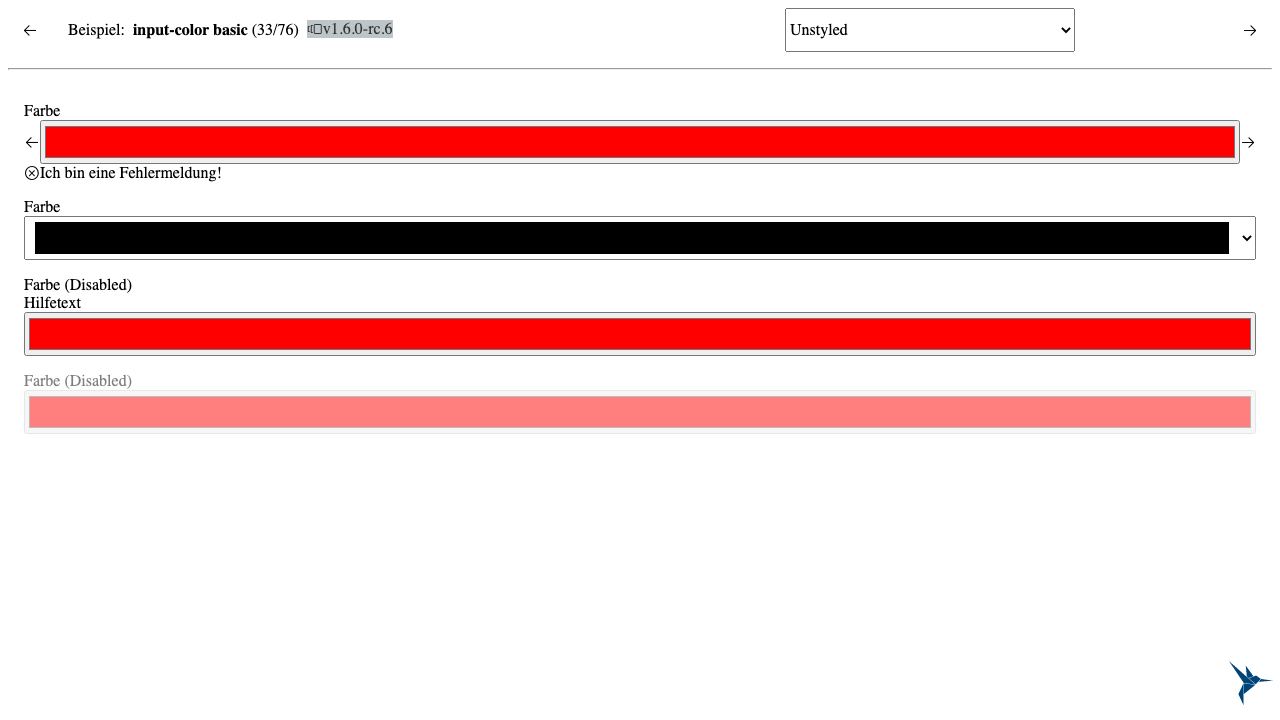 Beispiel: input-color basic (33/76) v1.6.0-rc.6 Unstyled
Farbe
Ich bin eine Fehlermeldung!
Farbe
Farbe (Disabled)
Hilfetext
Farbe (Disabled)